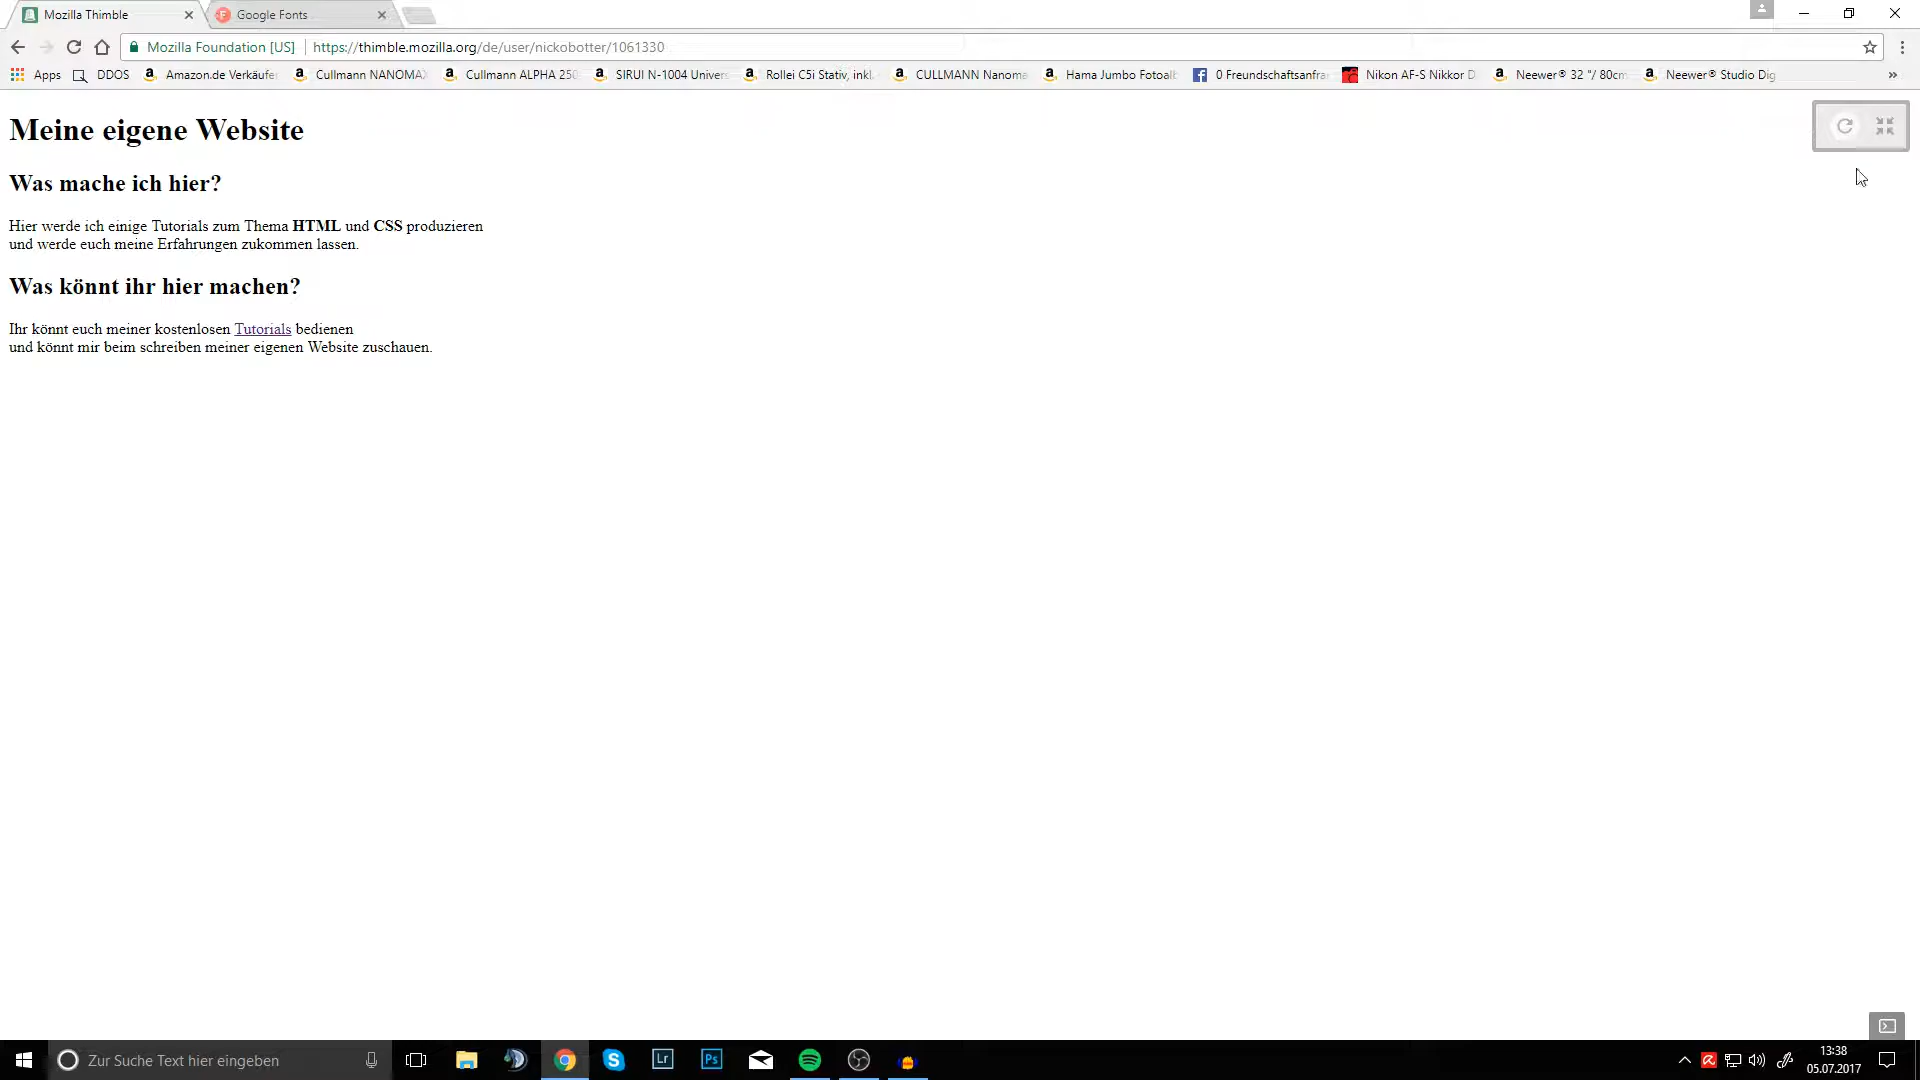 Mozilla Thimble
Google Fonts
Mozilla Foundation [US] https://thimble.mozilla.org/de/user/nickobotter/1061330
Apps DDOS Amazon.de Verkäufe Cullmann NANOMAX Cullmann ALPHA 250 SIRUI N-1004 Univers Rollei C5i Stativ, inkl. CULLMANN Nanoma Hama Jumbo Fotoalb 0 Freundschaftsanfra Nikon AF-S Nikkor D Neewer® 32 "/ 80cm Neewer® Studio Dig »
Meine eigene Website
Was mache ich hier?
Hier werde ich einige Tutorials zum Thema HTML und CSS produzieren
und werde euch meine Erfahrungen zukommen lassen.
Was könnt ihr hier machen?
Ihr könnt euch meiner kostenlosen Tutorials bedienen
und könnt mir beim schreiben meiner eigenen Website zuschauen.
Zur Suche Text hier eingeben
Lr
Ps
13:38
05.07.2017